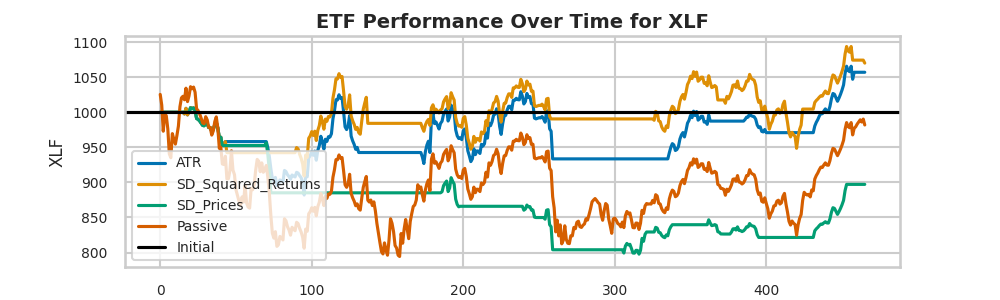 ETF Performance Over Time for XLF
1100
1050
1000
950
900
850
800
XLF
ATR
SD_Squared_Returns
SD_Prices
Passive
Initial
0
100
200
300
400